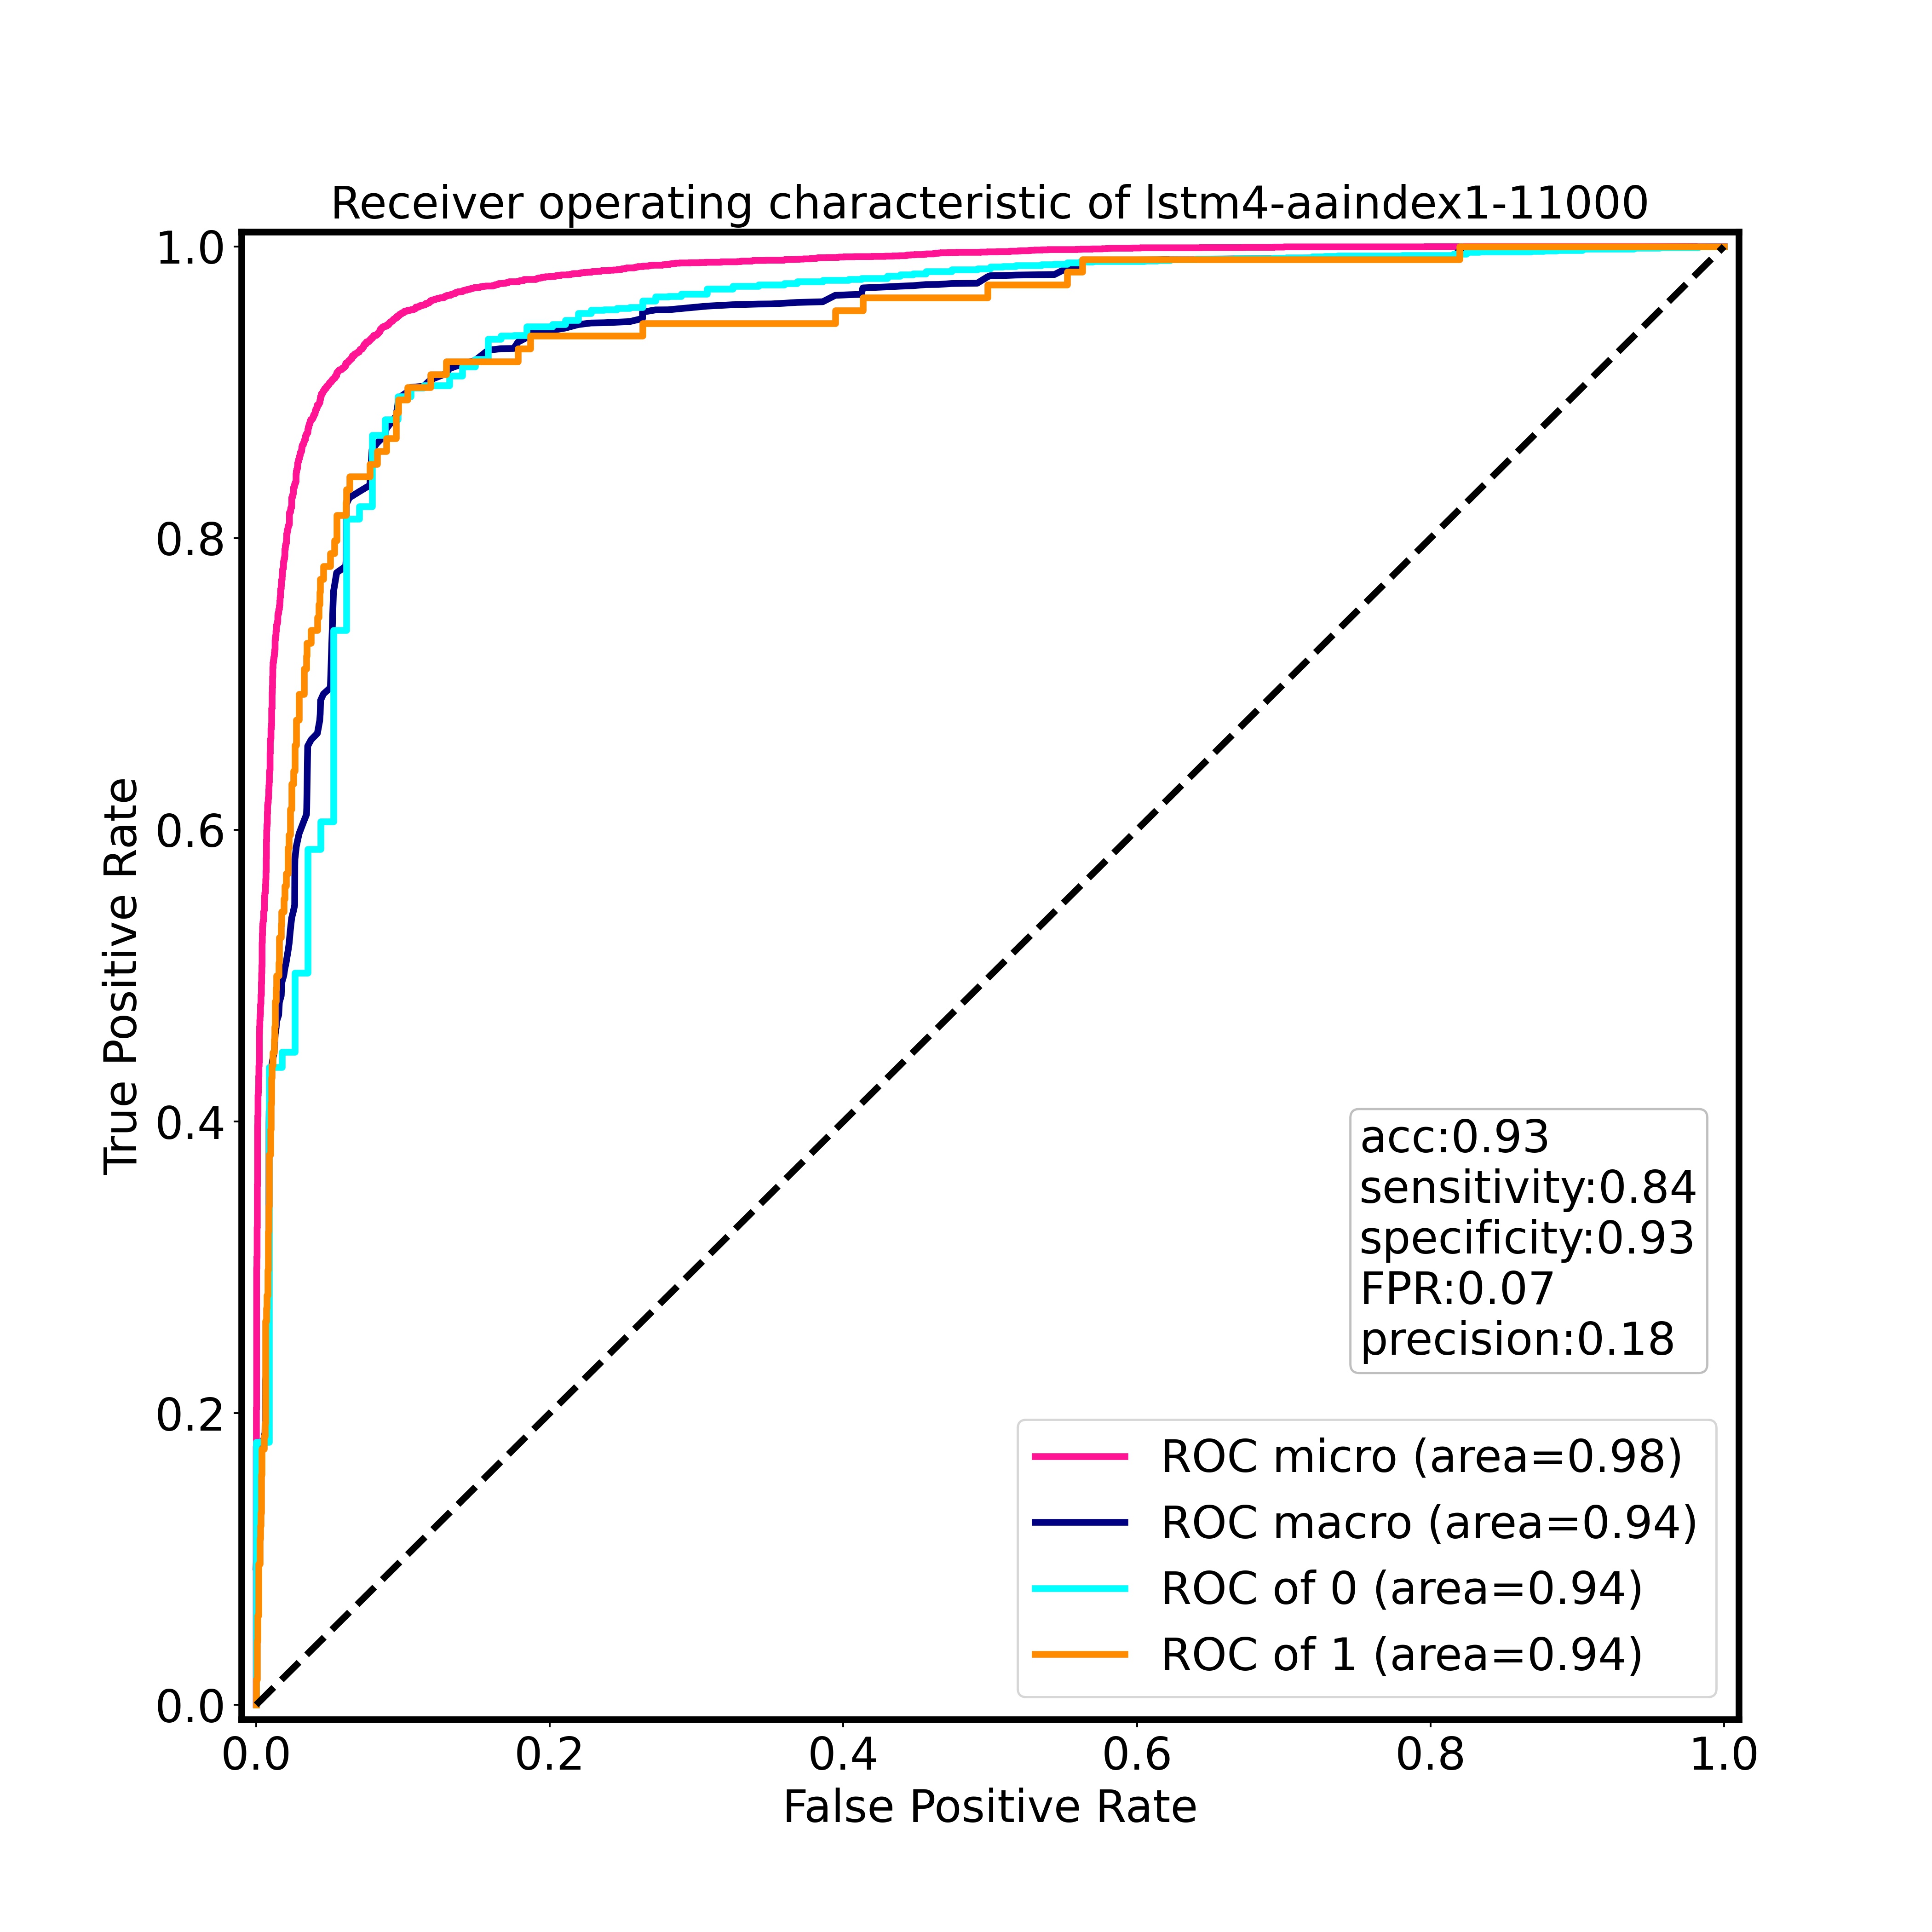 Receiver operating characteristic of lstm4-aaindex1-11000
1.0
0.8
0.6
0.4
0.2
0.0
True Positive Rate
acc:0.93
sensitivity:0.84
specificity:0.93
FPR:0.07
precision:0.18
ROC micro (area=0.98)
ROC macro (area=0.94)
ROC of 0 (area=0.94)
ROC of 1 (area=0.94)
0.0 0.2 0.4 0.6 0.8 1.0
False Positive Rate